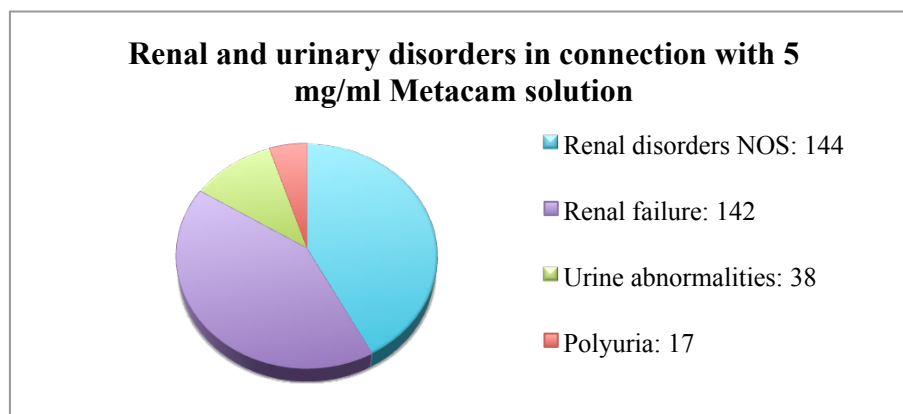 Renal and urinary disorders in connection with 5
mg/ml Metacam solution
Renal disorders NOS: 144
Renal failure: 142
Urine abnormalities: 38
Polyuria: 17